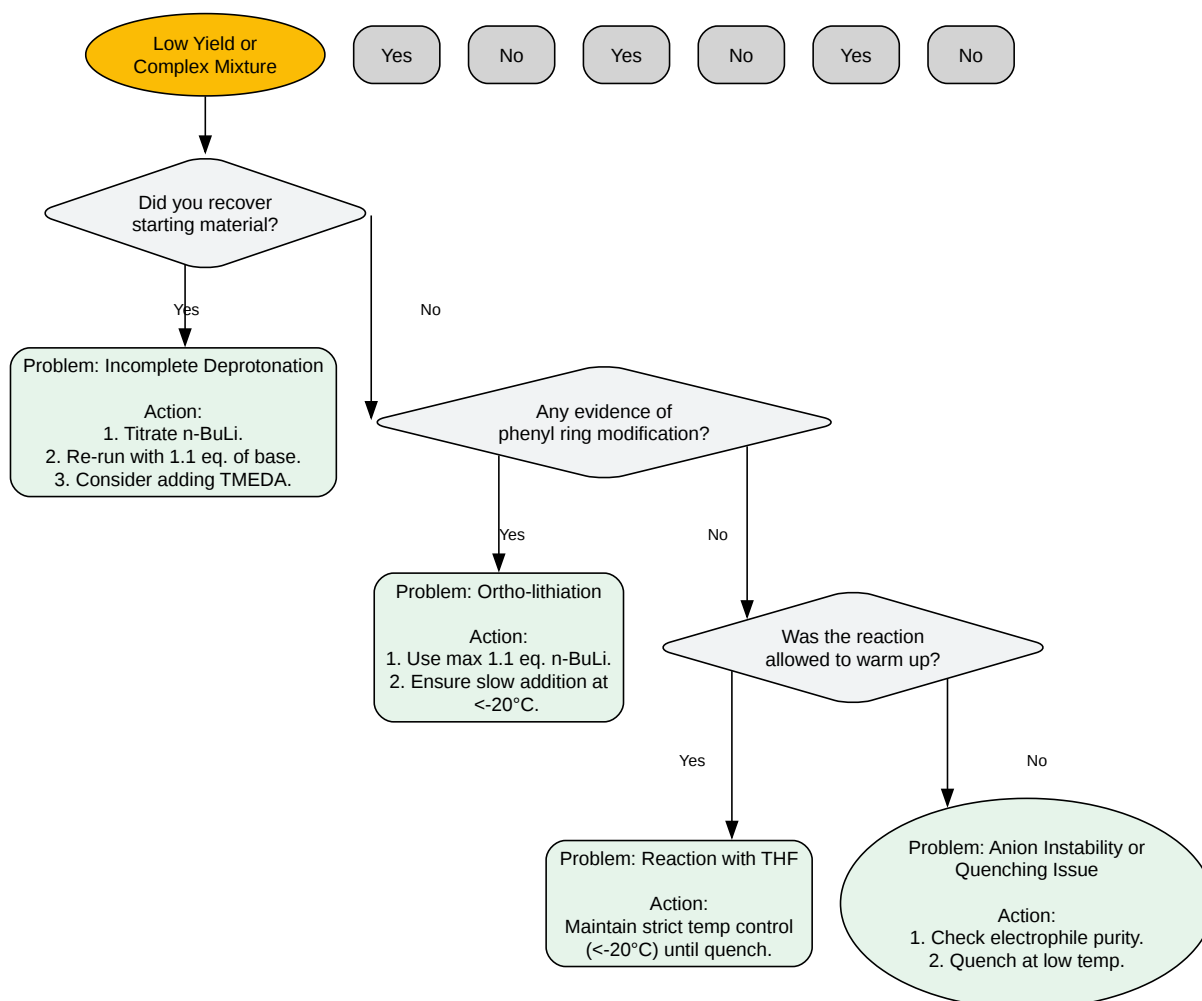 Low Yield or
Complex Mixture
Yes
No
Yes
No
Yes
No
Did you recover
starting material?
Yes
No
Problem: Incomplete Deprotonation
Action:
1. Titrate n-BuLi.
2. Re-run with 1.1 eq. of base.
3. Consider adding TMEDA.
Any evidence of
phenyl ring modification?
Yes
No
Problem: Ortho-lithiation
Action:
1. Use max 1.1 eq. n-BuLi.
2. Ensure slow addition at
<-20°C.
Was the reaction
allowed to warm up?
Yes
No
Problem: Reaction with THF
Action:
Maintain strict temp control
(<-20°C) until quench.
Problem: Anion Instability or
Quenching Issue
Action:
1. Check electrophile purity.
2. Quench at low temp.